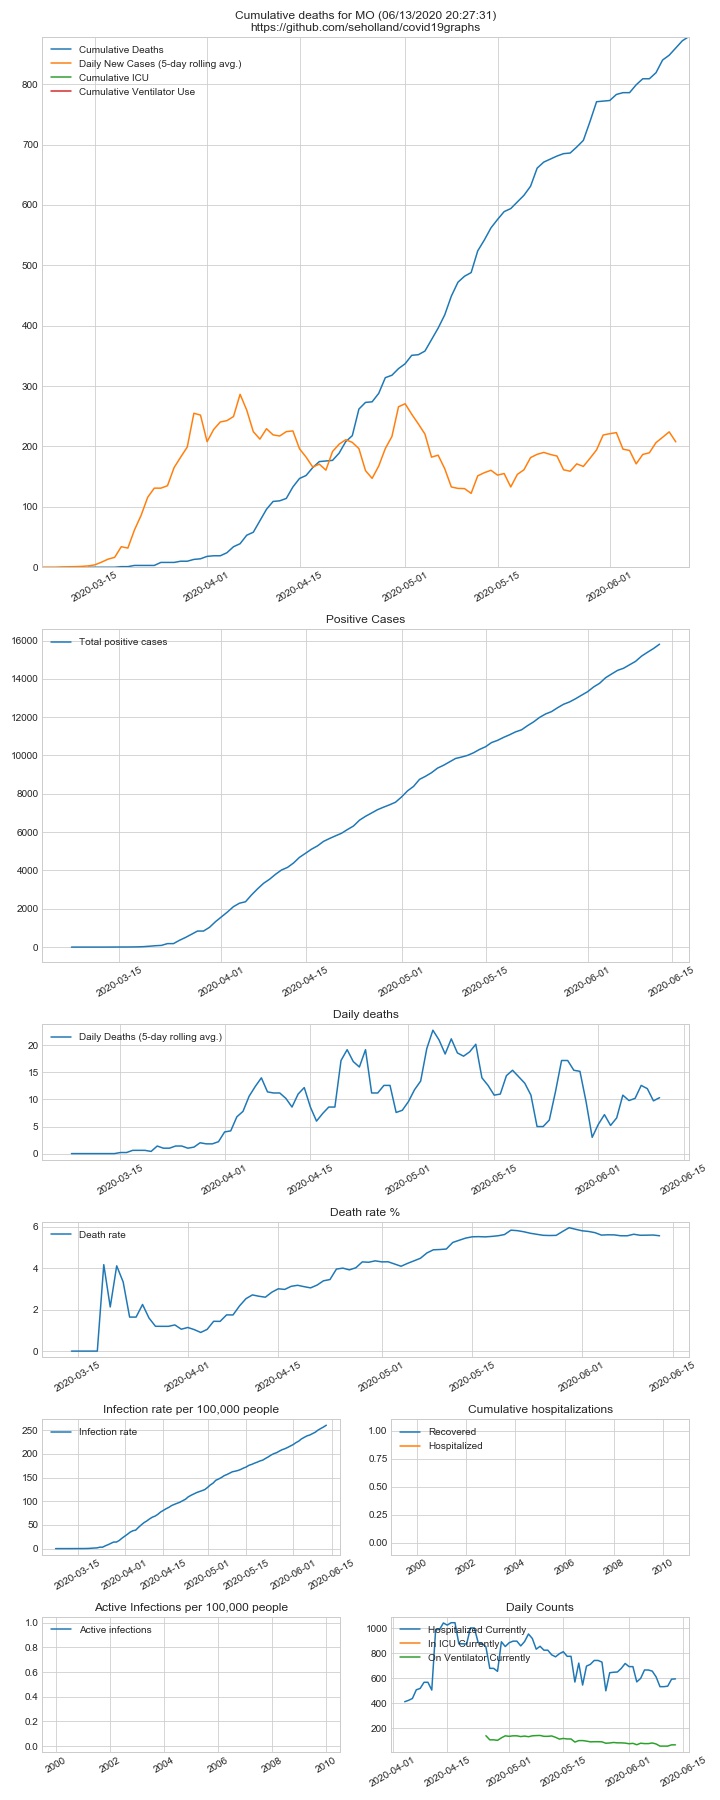 Cumulative deaths for MO (06/13/2020 20:27:31)
https://github.com/seholland/covid19graphs
Cumulative Deaths
Daily New Cases (5-day rolling avg.)
Cumulative ICU
Cumulative Ventilator Use
800
700
600
500
400
300
200
100
0
2020-03-15 2020-04-01 2020-04-15 2020-05-01 2020-05-15 2020-06-01
Positive Cases
Total positive cases
16000
14000
12000
10000
8000
6000
4000
2000
0
2020-03-15 2020-04-01 2020-04-15 2020-05-01 2020-05-15 2020-06-01 2020-06-15
Daily deaths
Daily Deaths (5-day rolling avg.)
20
15
10
5
0
2020-03-15 2020-04-01 2020-04-15 2020-05-01 2020-05-15 2020-06-01 2020-06-15
Death rate %
Death rate
6
4
2
0
2020-03-15 2020-04-01 2020-04-15 2020-05-01 2020-05-15 2020-06-01 2020-06-15
Infection rate per 100,000 people
Infection rate
250
200
150
100
50
0
2020-03-15 2020-04-01 2020-04-15 2020-05-01 2020-05-15 2020-06-01 2020-06-15
Cumulative hospitalizations
Recovered
Hospitalized
1.00
0.75
0.50
0.25
0.00
2000 2002 2004 2006 2008 2010
Active Infections per 100,000 people
Active infections
1.0
0.8
0.6
0.4
0.2
0.0
2000 2002 2004 2006 2008 2010
Daily Counts
Hospitalized Currently
In ICU Currently
On Ventilator Currently
1000
800
600
400
200
2020-04-01 2020-04-15 2020-05-01 2020-05-15 2020-06-01 2020-06-15